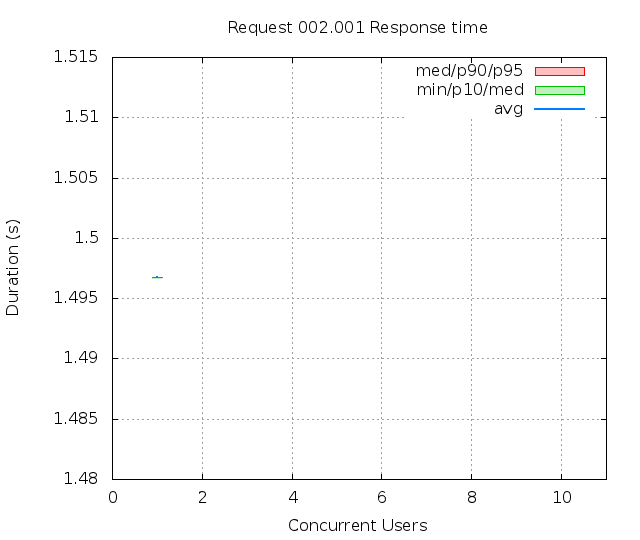 Request 002.001 Response time
1.515
1.51
1.505
1.5
1.495
1.49
1.485
1.48
Duration (s)
med/p90/p95
min/p10/med
avg
0 2 4 6 8 10
Concurrent Users